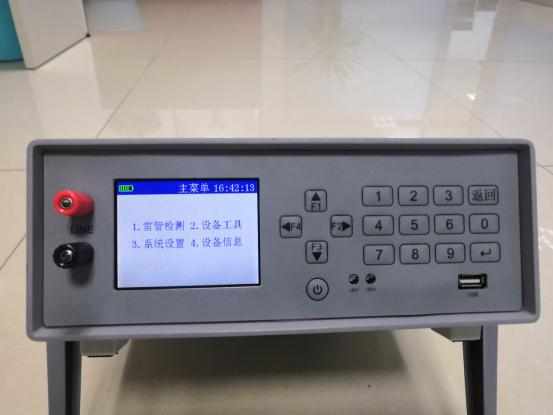 主菜单 16:42:13
1.雷管检测 2.设备工具
3.系统设置 4.设备信息
LINE
F1
F4
F2
F3
1 2 3 返回
4 5 6 0
7 8 9
USB